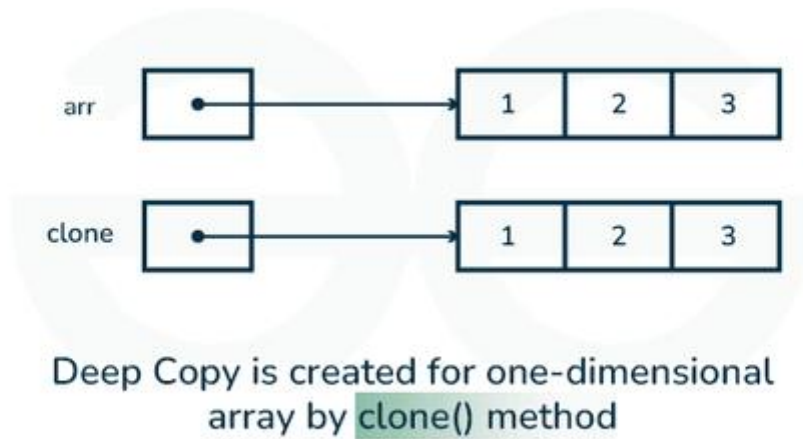 arr 1 2 3
clone 1 2 3
Deep Copy is created for one-dimensional
array by clone() method